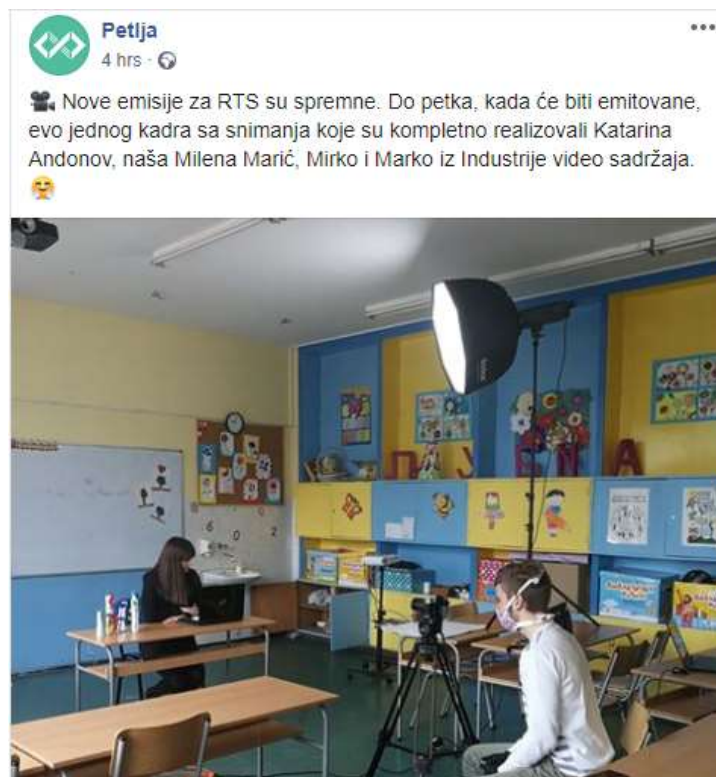 Petlja
4 hrs ·
🎥 Nove emisije za RTS su spremne. Do petka, kada će biti emitovane,
evo jednog kadra sa snimanja koje su kompletno realizovali Katarina
Andonov, naša Milena Marić, Mirko i Marko iz Industrije video sadržaja.
🤗